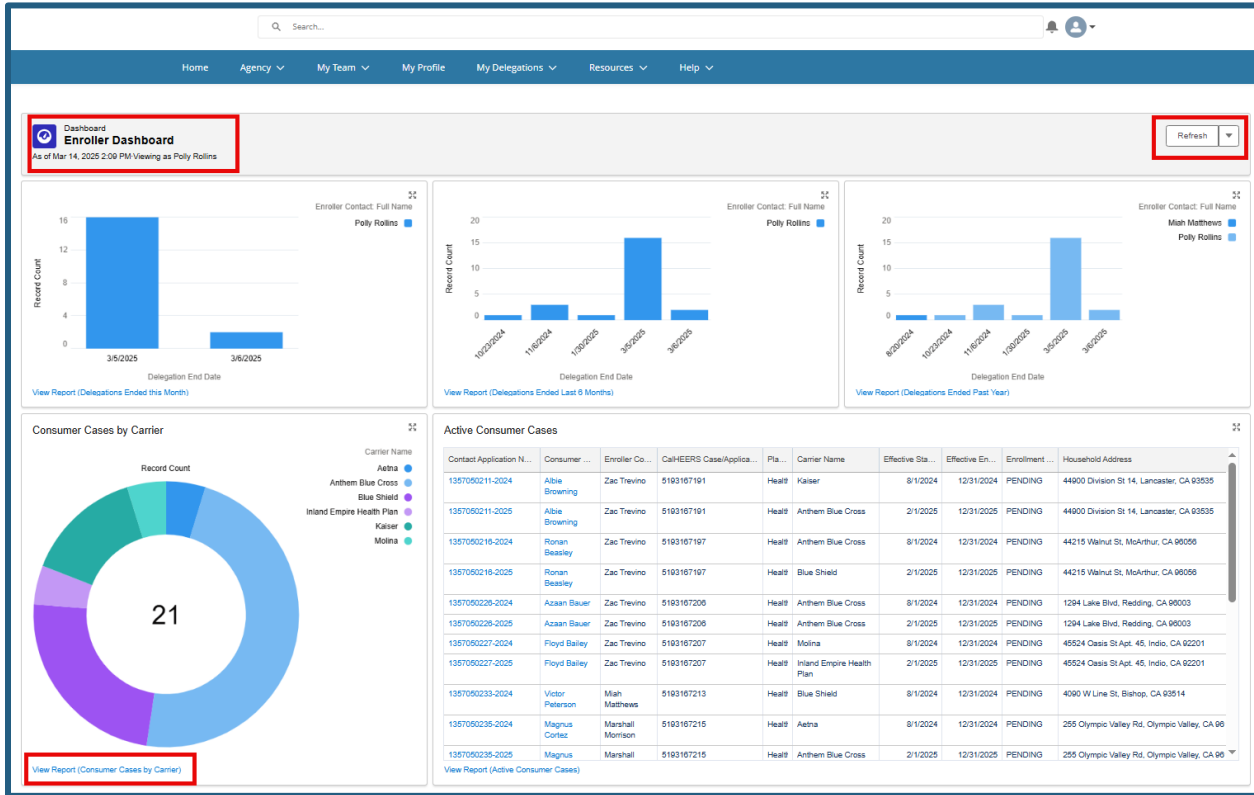 Search...
Home Agency My Team My Profile My Delegations Resources Help
Dashboard
Enroller Dashboard
As of Mar 14, 2025 2:09 PM·Viewing as Polly Rollins
Refresh
Enroller Contact: Full Name
Polly Rollins
Record Count
16
12
8
4
0
3/5/2025 3/6/2025
Delegation End Date
View Report (Delegations Ended this Month)
Enroller Contact: Full Name
Polly Rollins
Record Count
20
15
10
5
0
10/23/2024 11/6/2024 1/30/2025 3/5/2025 3/6/2025
Delegation End Date
View Report (Delegations Ended Last 6 Months)
Enroller Contact: Full Name
Miah Matthews
Polly Rollins
Record Count
20
15
10
5
0
8/20/2024 10/23/2024 11/6/2024 1/30/2025 3/5/2025 3/6/2025
Delegation End Date
View Report (Delegations Ended Past Year)
Consumer Cases by Carrier
Carrier Name
Record Count
Aetna
Anthem Blue Cross
Blue Shield
Inland Empire Health Plan
Kaiser
Molina
21
View Report (Consumer Cases by Carrier)
Active Consumer Cases
Contact Application N... Consumer ... Enroller Co... CalHEERS Case/Applica... Pla... Carrier Name Effective Sta... Effective En... Enrollment ... Household Address
1357050211-2024 Albie Browning Zac Trevino 5193167191 Healt Kaiser 8/1/2024 12/31/2024 PENDING 44900 Division St 14, Lancaster, CA 93535
1357050211-2025 Albie Browning Zac Trevino 5193167191 Healt Anthem Blue Cross 2/1/2025 12/31/2025 PENDING 44900 Division St 14, Lancaster, CA 93535
1357050216-2024 Ronan Beasley Zac Trevino 5193167197 Healt Anthem Blue Cross 8/1/2024 12/31/2024 PENDING 44215 Walnut St, McArthur, CA 96056
1357050216-2025 Ronan Beasley Zac Trevino 5193167197 Healt Blue Shield 2/1/2025 12/31/2025 PENDING 44215 Walnut St, McArthur, CA 96056
1357050226-2024 Azaan Bauer Zac Trevino 5193167206 Healt Anthem Blue Cross 8/1/2024 12/31/2024 PENDING 1294 Lake Blvd, Redding, CA 96003
1357050226-2025 Azaan Bauer Zac Trevino 5193167206 Healt Anthem Blue Cross 2/1/2025 12/31/2025 PENDING 1294 Lake Blvd, Redding, CA 96003
1357050227-2024 Floyd Bailey Zac Trevino 5193167207 Healt Molina 8/1/2024 12/31/2024 PENDING 45524 Oasis St Apt. 45, Indio, CA 92201
1357050227-2025 Floyd Bailey Zac Trevino 5193167207 Healt Inland Empire Health Plan 2/1/2025 12/31/2025 PENDING 45524 Oasis St Apt. 45, Indio, CA 92201
1357050233-2024 Victor Peterson Miah Matthews 5193167213 Healt Blue Shield 8/1/2024 12/31/2024 PENDING 4090 W Line St, Bishop, CA 93514
1357050235-2024 Magnus Cortez Marshall Morrison 5193167215 Healt Aetna 8/1/2024 12/31/2024 PENDING 255 Olympic Valley Rd, Olympic Valley, CA 96
1357050235-2025 Magnus Marshall 5193167215 Healt Anthem Blue Cross 2/1/2025 12/31/2025 PENDING 255 Olympic Valley Rd, Olympic Valley, CA 96
View Report (Active Consumer Cases)